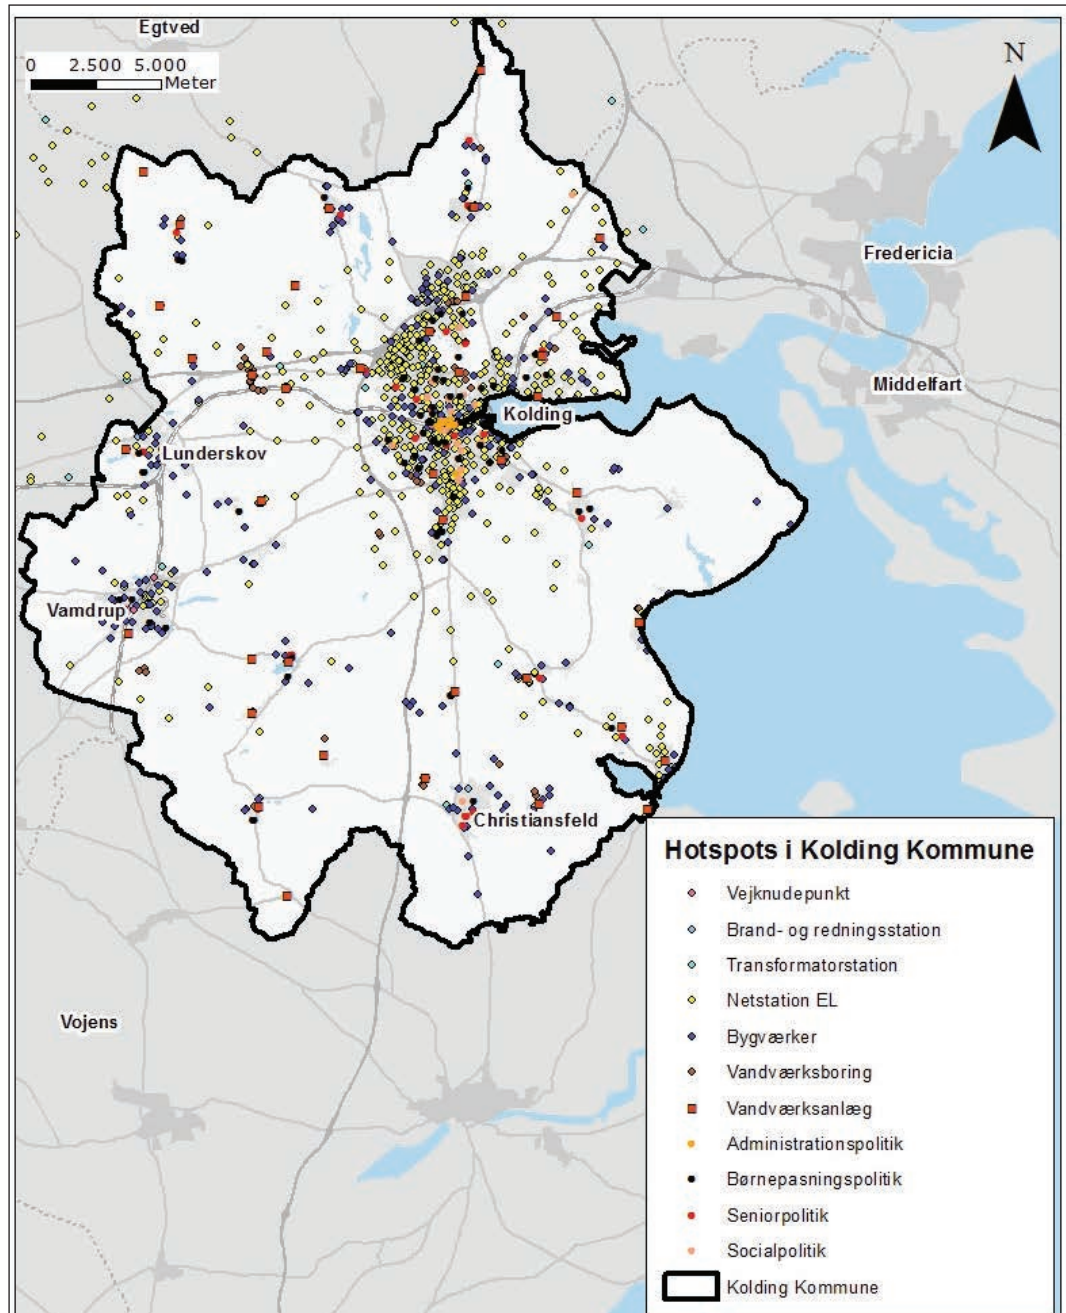 Egtved
0 2.500 5.000
Meter
N
Fredericia
Middelfart
Kolding
Lunderskov
Vamdrup
Christiansfeld
Vojens
Hotspots i Kolding Kommune
Vejknudepunkt
Brand- og redningsstation
Transformatorstation
Netstation EL
Bygværker
Vandværksboring
Vandværksanlæg
Administrationspolitik
Børnepasningspolitik
Seniorpolitik
Socialpolitik
Kolding Kommune